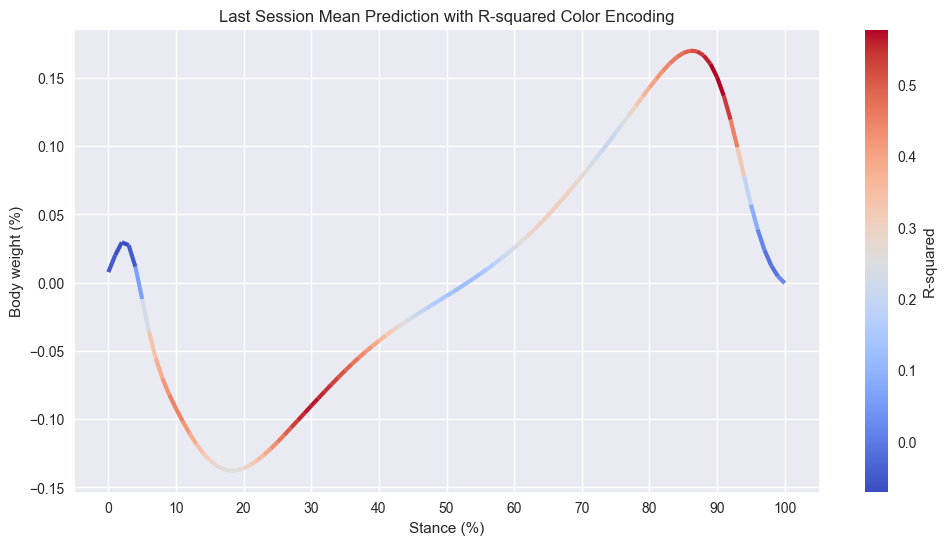 Last Session Mean Prediction with R-squared Color Encoding
Body weight (%)
0.15
0.10
0.05
0.00
−0.05
−0.10
−0.15
0 10 20 30 40 50 60 70 80 90 100
Stance (%)
0.5
0.4
0.3
0.2
0.1
0.0
R-squared